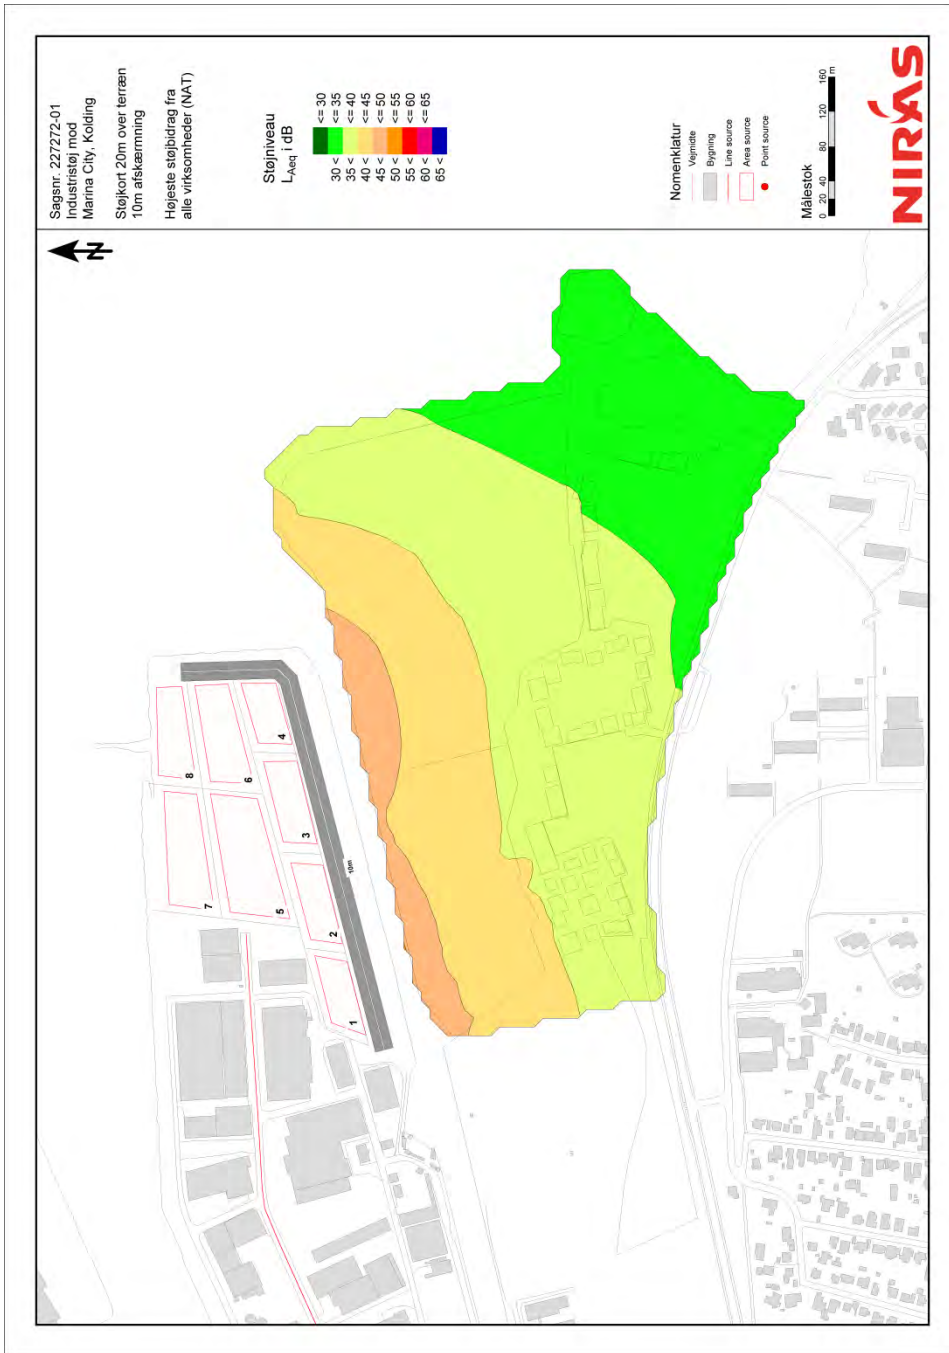 Sagsnr. 227272-01
Industristøj mod
Marina City, Kolding
Støjkort 20m over terræn
10m afskærmning
Højeste støjbidrag fra
alle virksomheder (NAT)
Støjniveau
LAeq i dB
<= 30
30 < <= 35
35 < <= 40
40 < <= 45
45 < <= 50
50 < <= 55
55 < <= 60
60 < <= 65
65 <
Nomenklatur
Vejmidte
Bygning
Line source
Area source
Point source
Målestok
0 20 40 80 120 160
m
NIRAS
N
8
7
6
5
4
3
2
1
10m